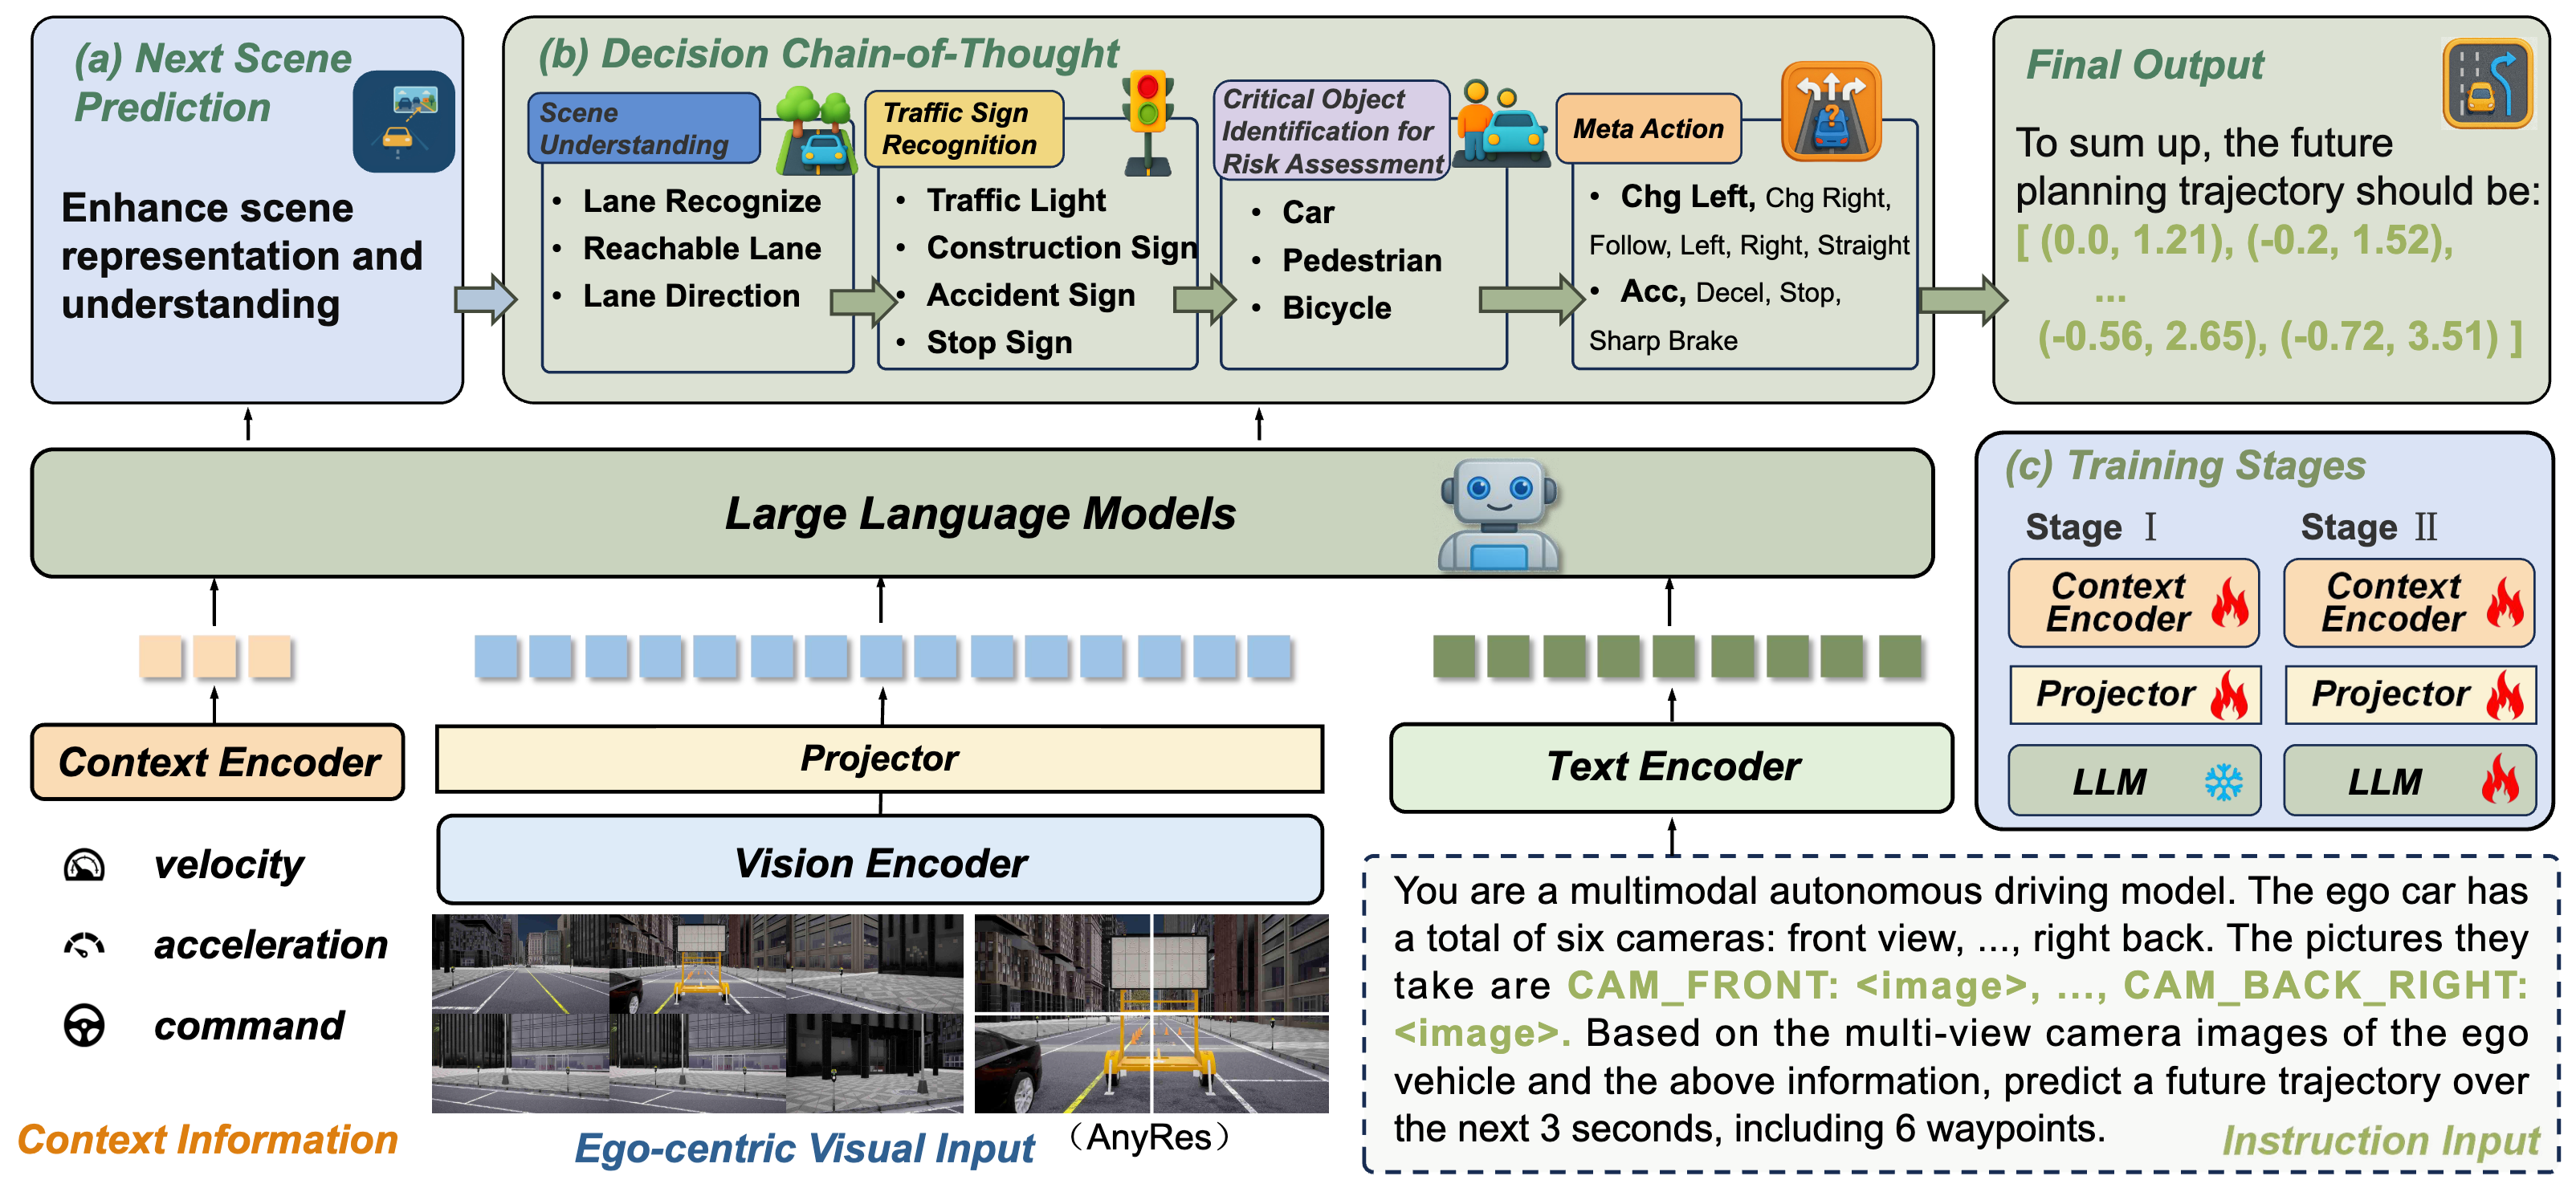 (a) Next Scene
Prediction
Enhance scene
representation and
understanding
(b) Decision Chain-of-Thought
Scene
Understanding
• Lane Recognize
• Reachable Lane
• Lane Direction
Traffic Sign
Recognition
• Traffic Light
• Construction Sign
• Accident Sign
• Stop Sign
Critical Object
Identification for
Risk Assessment
• Car
• Pedestrian
• Bicycle
Meta Action
?
• Chg Left, Chg Right,
Follow, Left, Right, Straight
• Acc, Decel, Stop,
Sharp Brake
Final Output
To sum up, the future
planning trajectory should be:
[ (0.0, 1.21), (-0.2, 1.52),
...
(-0.56, 2.65), (-0.72, 3.51) ]
Large Language Models
(c) Training Stages
Stage I
Stage II
Context
Encoder
Context
Encoder
Projector
Projector
LLM
LLM
Context Encoder
velocity
acceleration
command
Context Information
Projector
Vision Encoder
Ego-centric Visual Input
（AnyRes）
Text Encoder
You are a multimodal autonomous driving model. The ego car has
a total of six cameras: front view, ..., right back. The pictures they
take are CAM_FRONT: <image>, ..., CAM_BACK_RIGHT:
<image>. Based on the multi-view camera images of the ego
vehicle and the above information, predict a future trajectory over
the next 3 seconds, including 6 waypoints.
Instruction Input